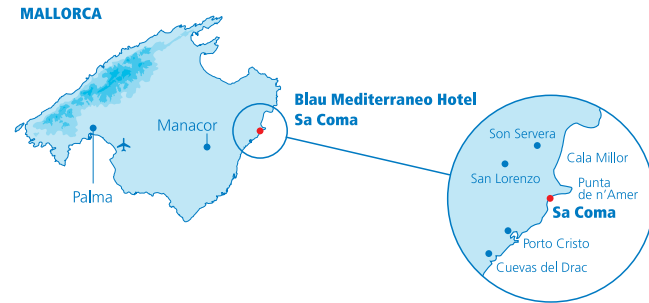 MALLORCA
Blau Mediterraneo Hotel
Sa Coma
Manacor
Palma
Son Servera
Cala Millor
San Lorenzo
Punta
de n'Amer
Sa Coma
Porto Cristo
Cuevas del Drac